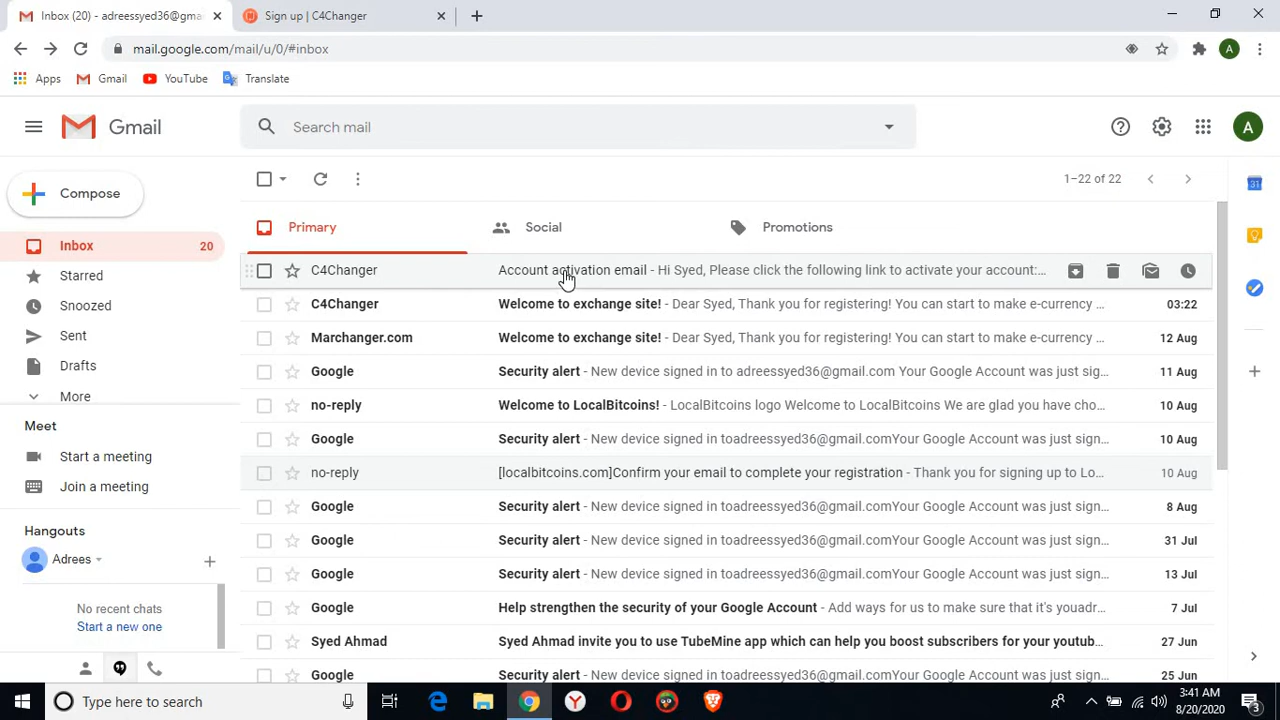 Inbox (20) - adreessyed36@gma
Sign up | C4Changer
mail.google.com/mail/u/0/#inbox
A
Apps
Gmail
YouTube
Translate
Gmail
Search mail
A
Compose
1–22 of 22
31
Primary
Social
Promotions
Inbox 20
Starred
Snoozed
Sent
Drafts
More
C4Changer Account activation email - Hi Syed, Please click the following link to activate your account:...
C4Changer Welcome to exchange site! - Dear Syed, Thank you for registering! You can start to make e-currency ... 03:22
Marchanger.com Welcome to exchange site! - Dear Syed, Thank you for registering! You can start to make e-currency ... 12 Aug
Google Security alert - New device signed in to adreessyed36@gmail.com Your Google Account was just sig... 11 Aug
no-reply Welcome to LocalBitcoins! - LocalBitcoins logo Welcome to LocalBitcoins We are glad you have cho... 10 Aug
Google Security alert - New device signed in toadreessyed36@gmail.comYour Google Account was just sign... 10 Aug
no-reply [localbitcoins.com]Confirm your email to complete your registration - Thank you for signing up to Lo... 10 Aug
Google Security alert - New device signed in toadreessyed36@gmail.comYour Google Account was just sign... 8 Aug
Google Security alert - New device signed in toadreessyed36@gmail.comYour Google Account was just sign... 31 Jul
Google Security alert - New device signed in toadreessyed36@gmail.comYour Google Account was just sign... 13 Jul
Google Help strengthen the security of your Google Account - Add ways for us to make sure that it's youadr... 7 Jul
Syed Ahmad Syed Ahmad invite you to use TubeMine app which can help you boost subscribers for your youtub... 27 Jun
Google Security alert - New device signed in toadreessyed36@gmail.comYour Google Account was just sign... 25 Jun
Meet
Start a meeting
Join a meeting
Hangouts
Adrees
No recent chats
Start a new one
Type here to search
3:41 AM
8/20/2020
3